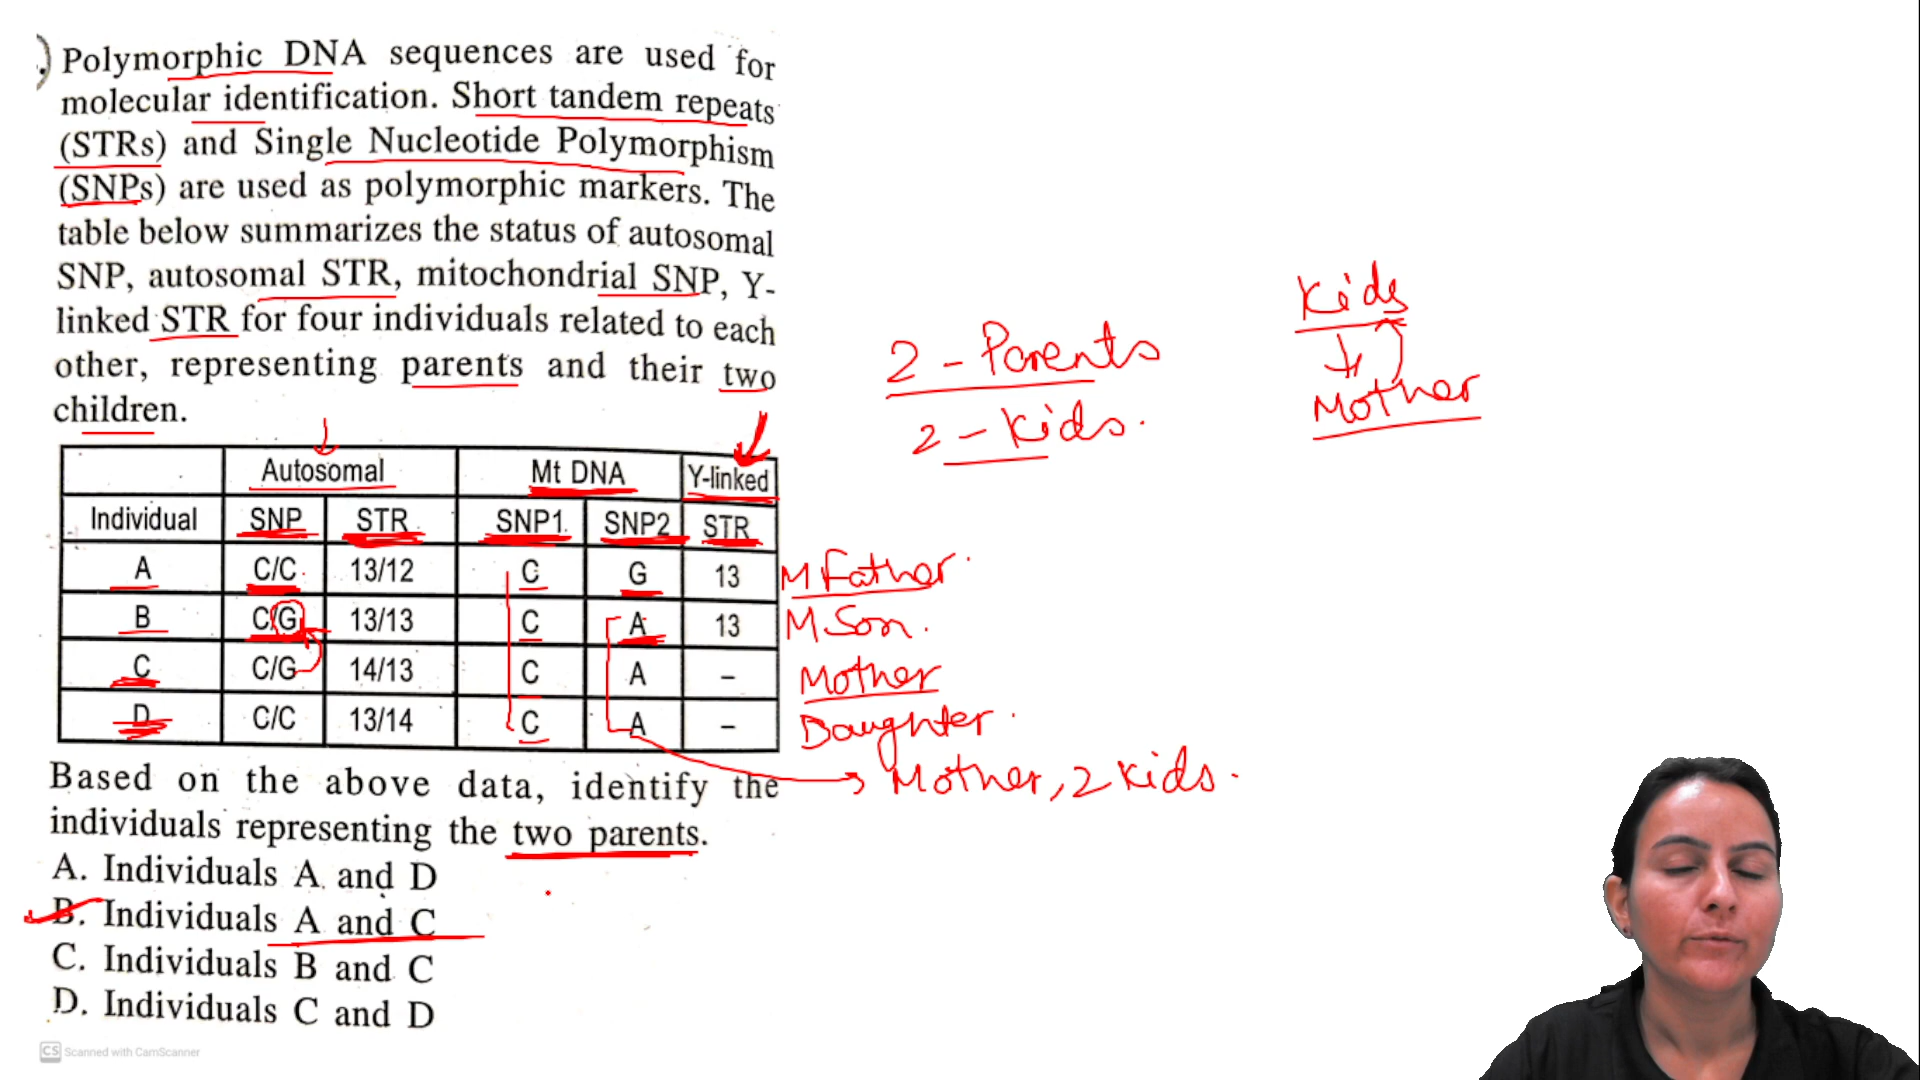 Polymorphic DNA sequences are used for
molecular identification. Short tandem repeats
(STRs) and Single Nucleotide Polymorphism
(SNPs) are used as polymorphic markers. The
table below summarizes the status of autosomal
SNP, autosomal STR, mitochondrial SNP, Y-
linked STR for four individuals related to each
other, representing parents and their two
children.
Autosomal Mt DNA Y-linked
Individual SNP STR SNP1 SNP2 STR
A C/C 13/12 C G 13 M Father
B C/G 13/13 C A 13 M Son.
C C/G 14/13 C A – Mother
D C/C 13/14 C A – Daughter.
Mother, 2 kids.
Based on the above data, identify the
individuals representing the two parents.
A. Individuals A and D
B. Individuals A and C
C. Individuals B and C
D. Individuals C and D
CS Scanned with CamScanner
2 - Parents
2 - Kids.
Kids
Mother